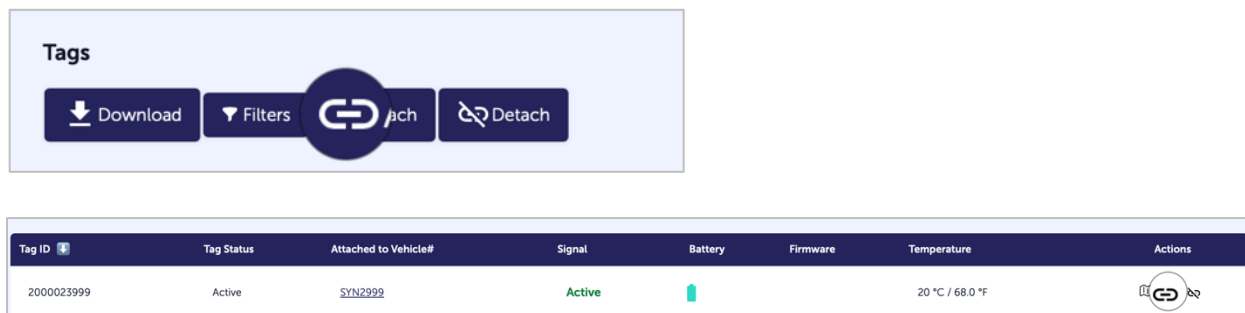 Tags
Download Filters ach Detach
Tag ID Tag Status Attached to Vehicle# Signal Battery Firmware Temperature Actions
2000023999 Active SYN2999 Active 20 °C / 68.0 °F